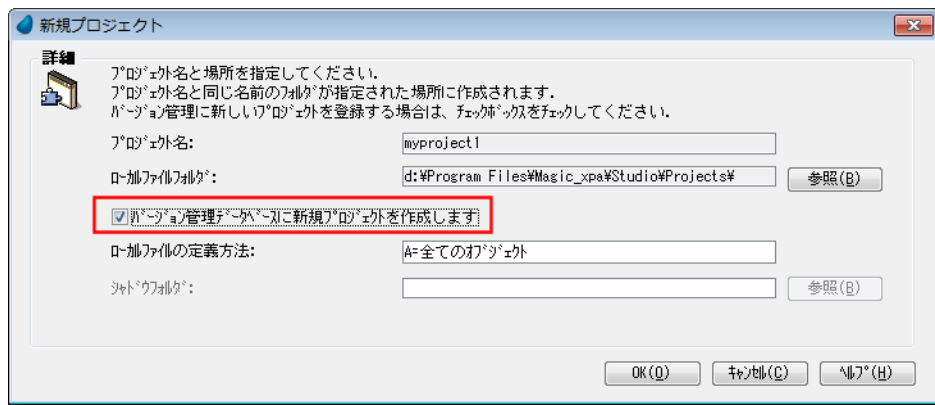 新規プロジェクト
詳細
ﾌﾟﾛｼﾞｪｸﾄ名と場所を指定してください.
ﾌﾟﾛｼﾞｪｸﾄ名と同じ名前のﾌｫﾙﾀﾞが指定された場所に作成されます.
ﾊﾞｰｼﾞｮﾝ管理に新しいﾌﾟﾛｼﾞｪｸﾄを登録する場合は、ﾁｪｯｸﾎﾞｯｸｽをﾁｪｯｸしてください.
ﾌﾟﾛｼﾞｪｸﾄ名: myproject1
ﾛｰｶﾙﾌｧｲﾙﾌｫﾙﾀﾞ: d:¥Program Files¥Magic_xpa¥Studio¥Projects¥ 参照(B)
ﾊﾞｰｼﾞｮﾝ管理ﾃﾞｰﾀﾍﾞｰｽに新規ﾌﾟﾛｼﾞｪｸﾄを作成します
ﾛｰｶﾙﾌｧｲﾙの定義方法: A=全てのｵﾌﾞｼﾞｪｸﾄ
ｼｬﾄﾞｳﾌｫﾙﾀﾞ: 参照(B)
OK(O) ｷｬﾝｾﾙ(C) ﾍﾙﾌﾟ(H)